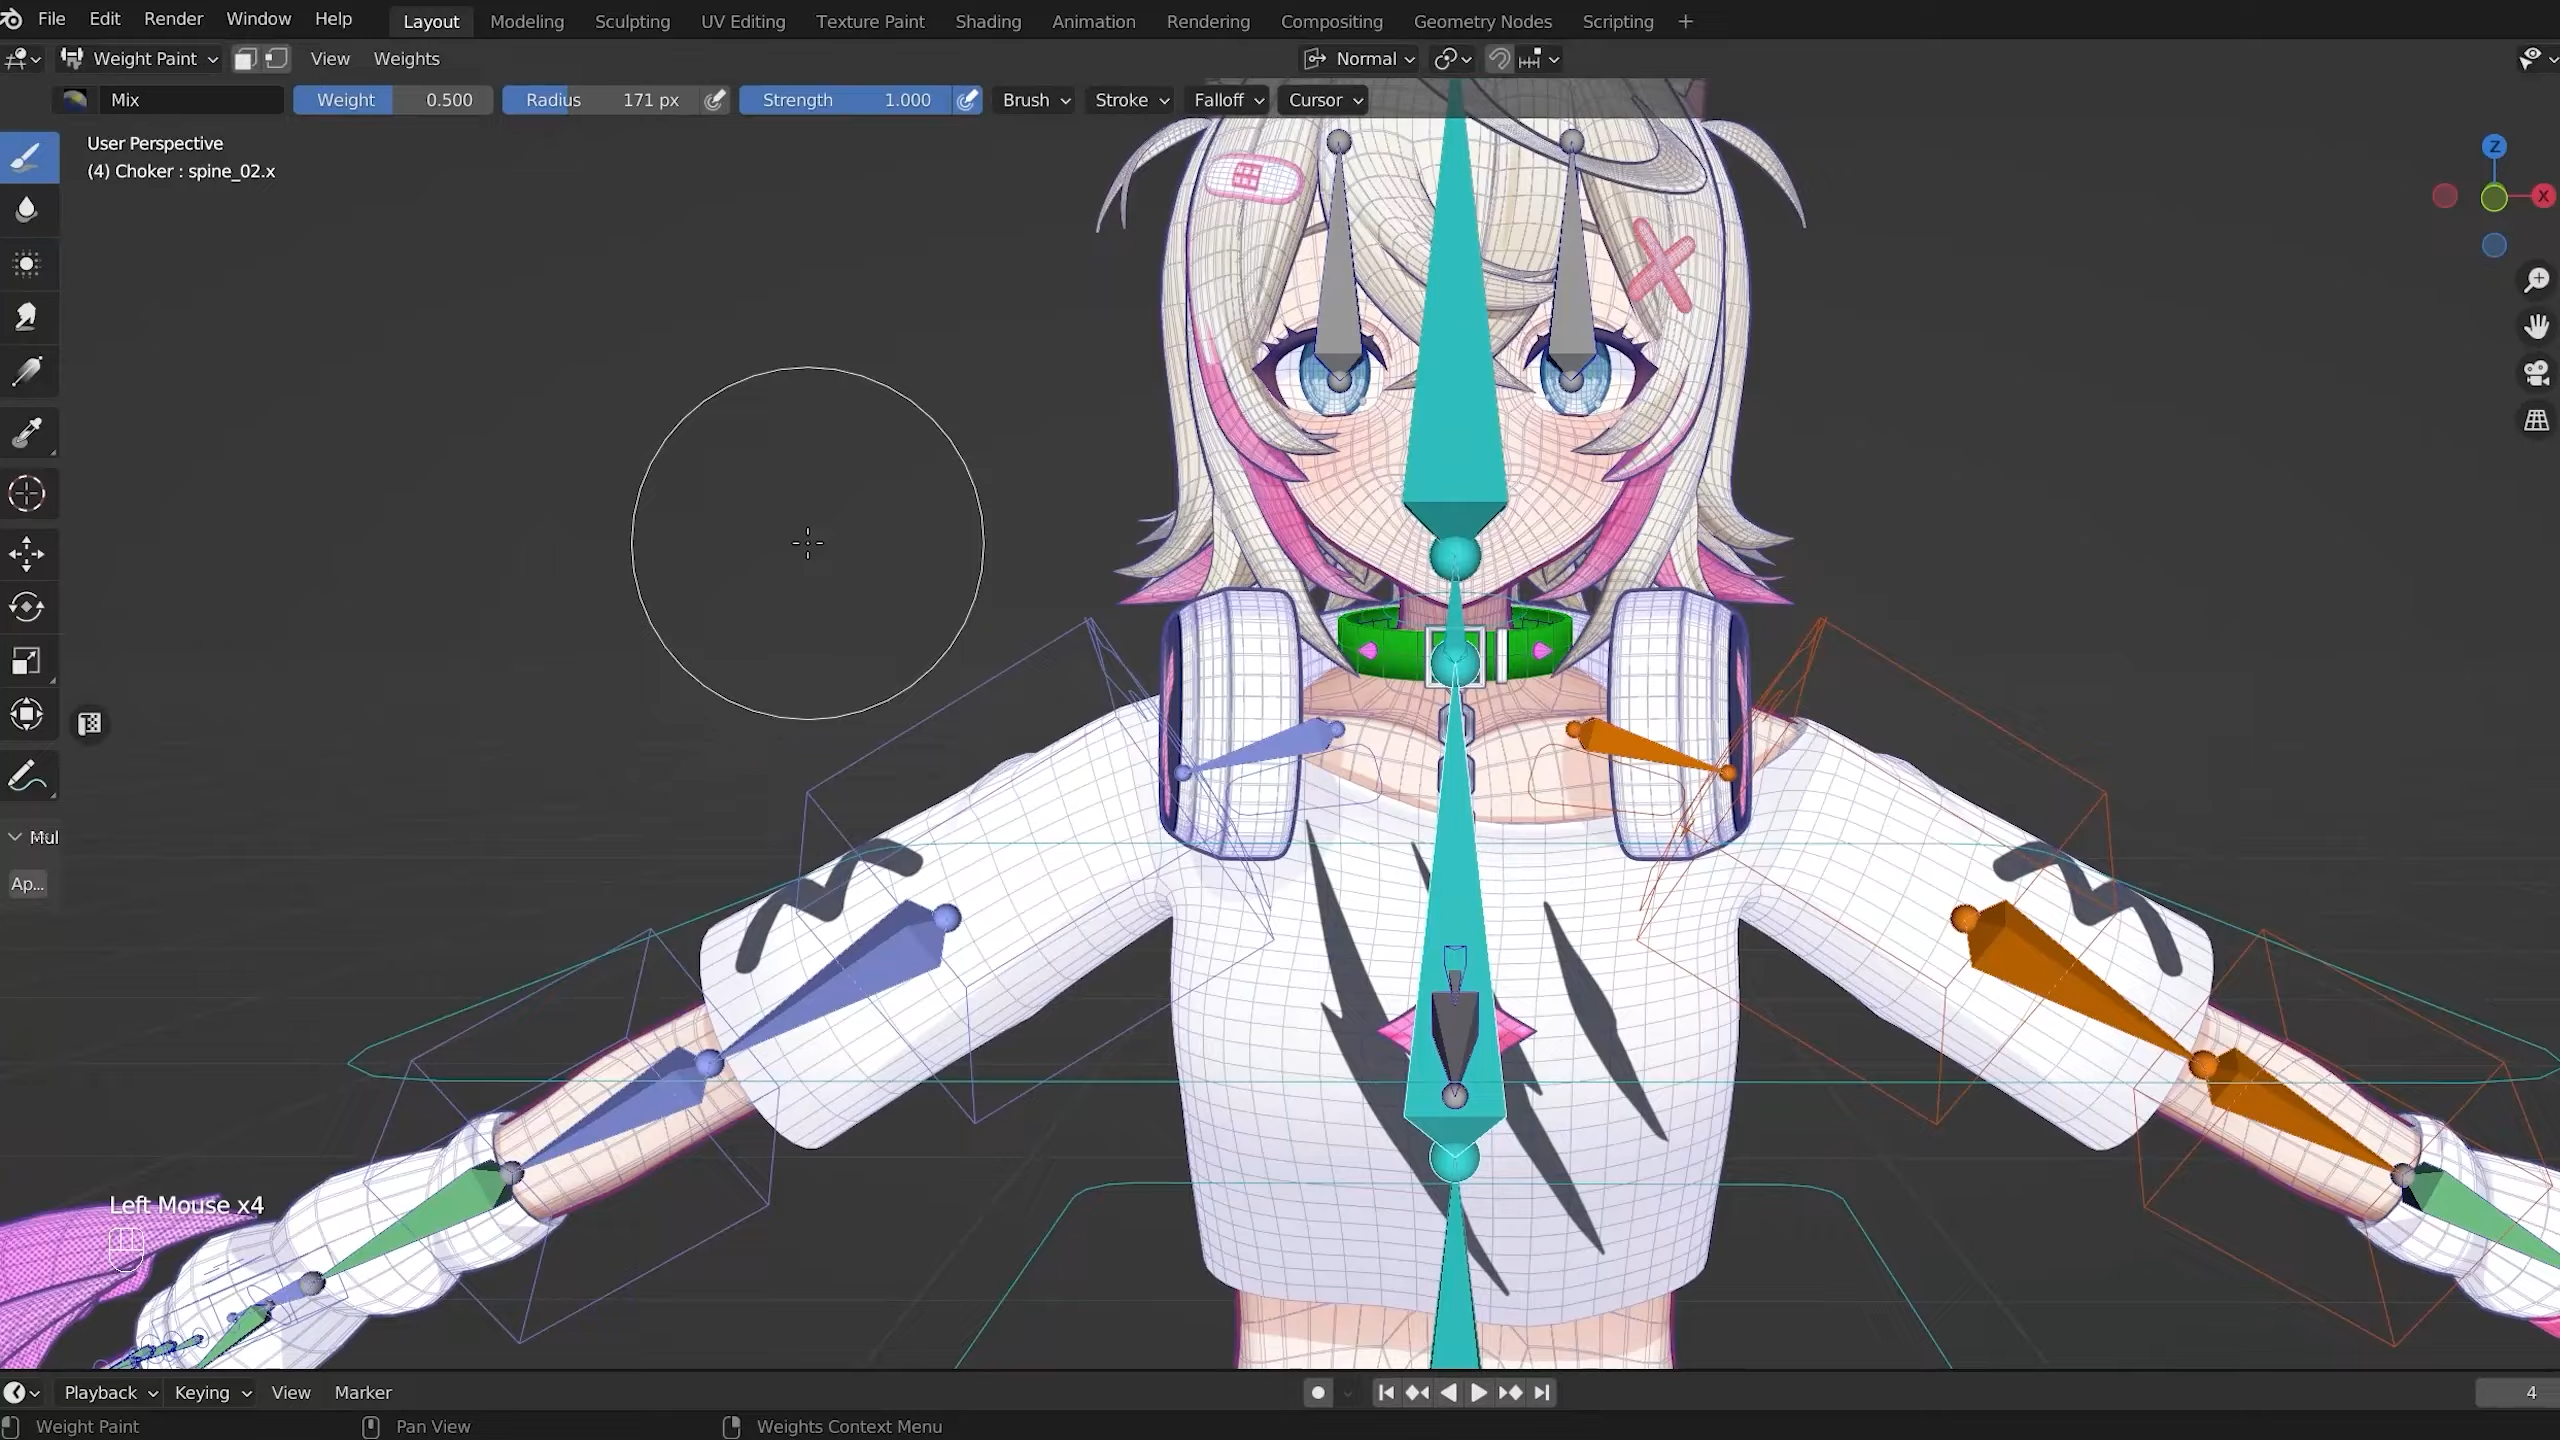 File Edit Render Window Help Layout Modeling Sculpting UV Editing Texture Paint Shading Animation Rendering Compositing Geometry Nodes Scripting +
Weight Paint View Weights Normal
Mix Weight 0.500 Radius 171 px Strength 1.000 Brush Stroke Falloff Cursor
User Perspective
(4) Choker : spine_02.x
Z
X
Mul
Ap...
Left Mouse x4
Playback Keying View Marker 4
Weight Paint Pan View Weights Context Menu